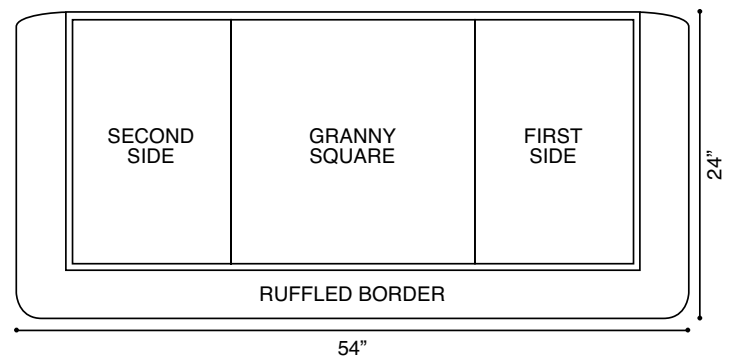 SECOND
SIDE
GRANNY
SQUARE
FIRST
SIDE
24”
RUFFLED BORDER
54”